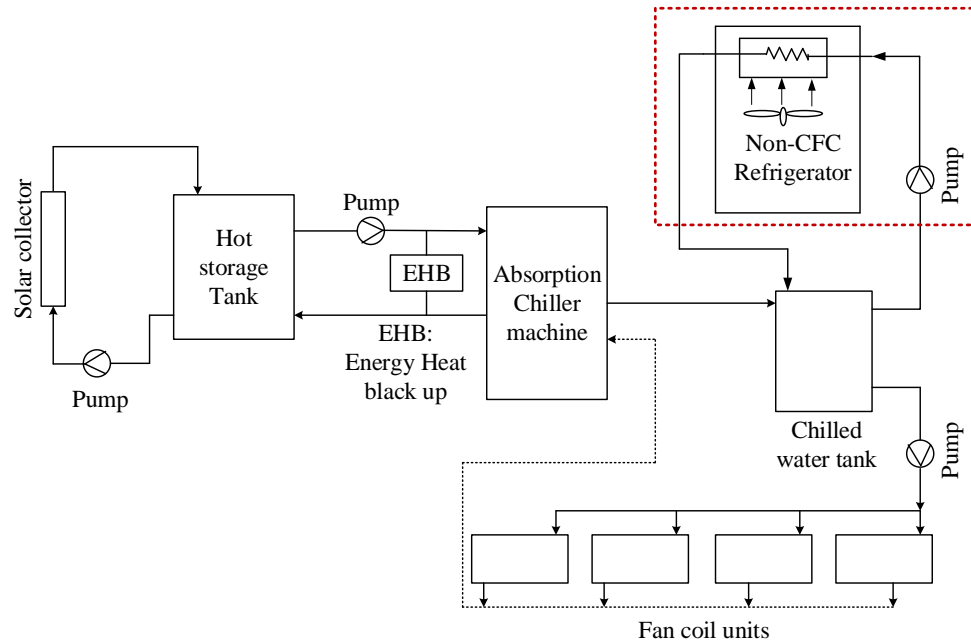 Non-CFC
Refrigerator
Pump
Solar collector
Hot
storage
Tank
Pump
EHB
Absorption
Chiller
machine
EHB:
Energy Heat
black up
Pump
Chilled
water tank
Pump
Fan coil units